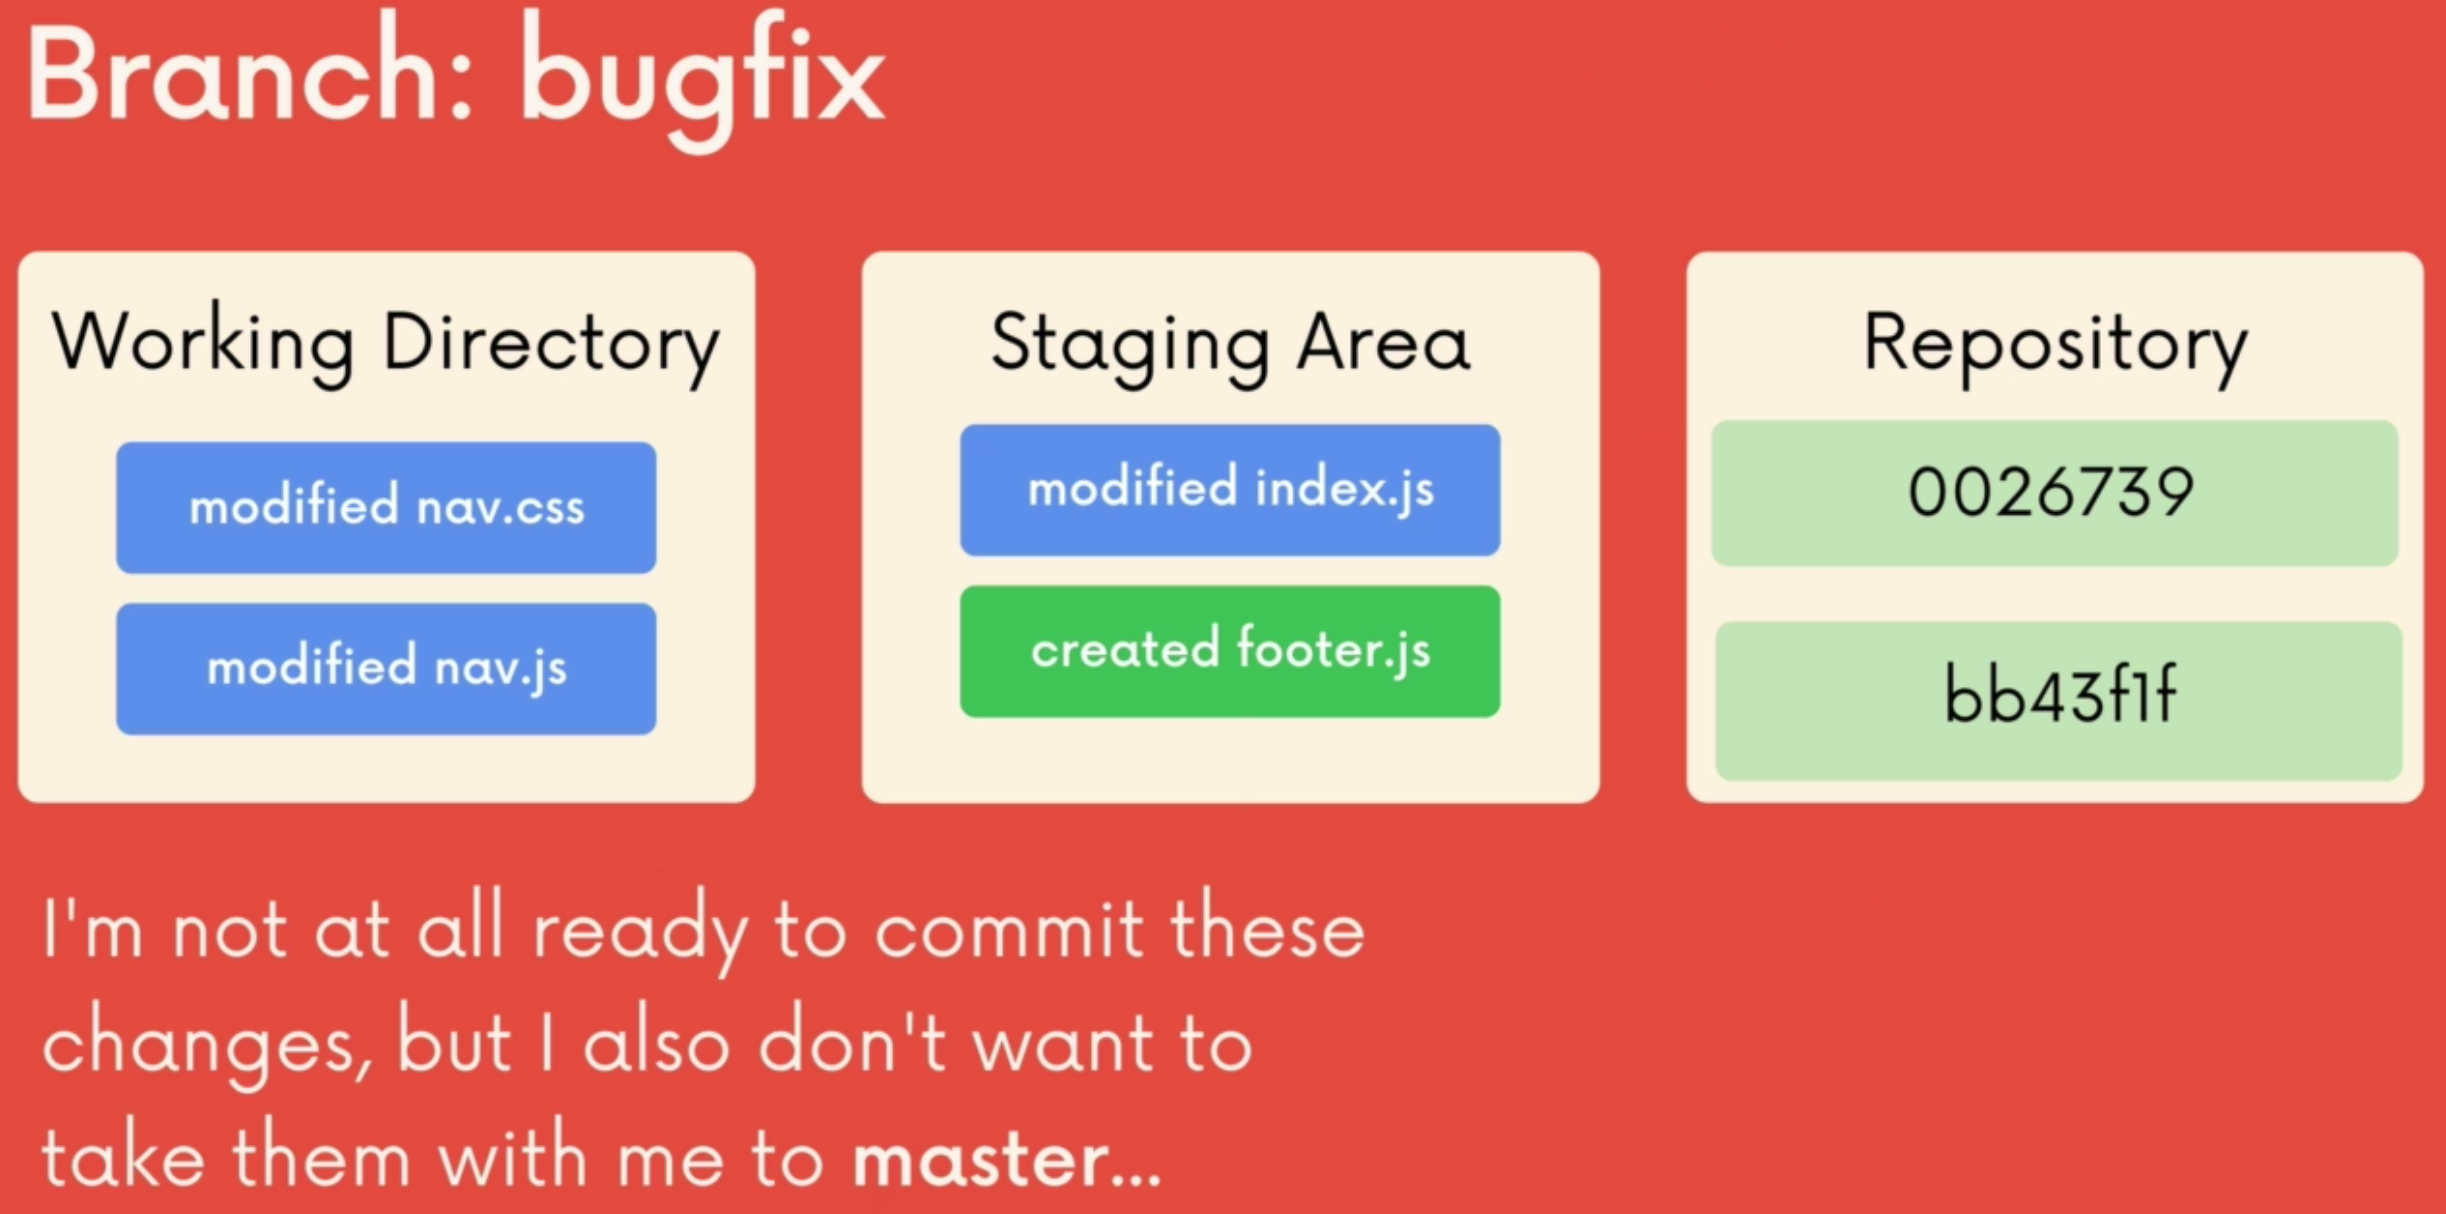 Branch: bugfix
Working Directory
modified nav.css
modified nav.js
Staging Area
modified index.js
created footer.js
Repository
0026739
bb43f1f
I'm not at all ready to commit these
changes, but I also don't want to
take them with me to master...